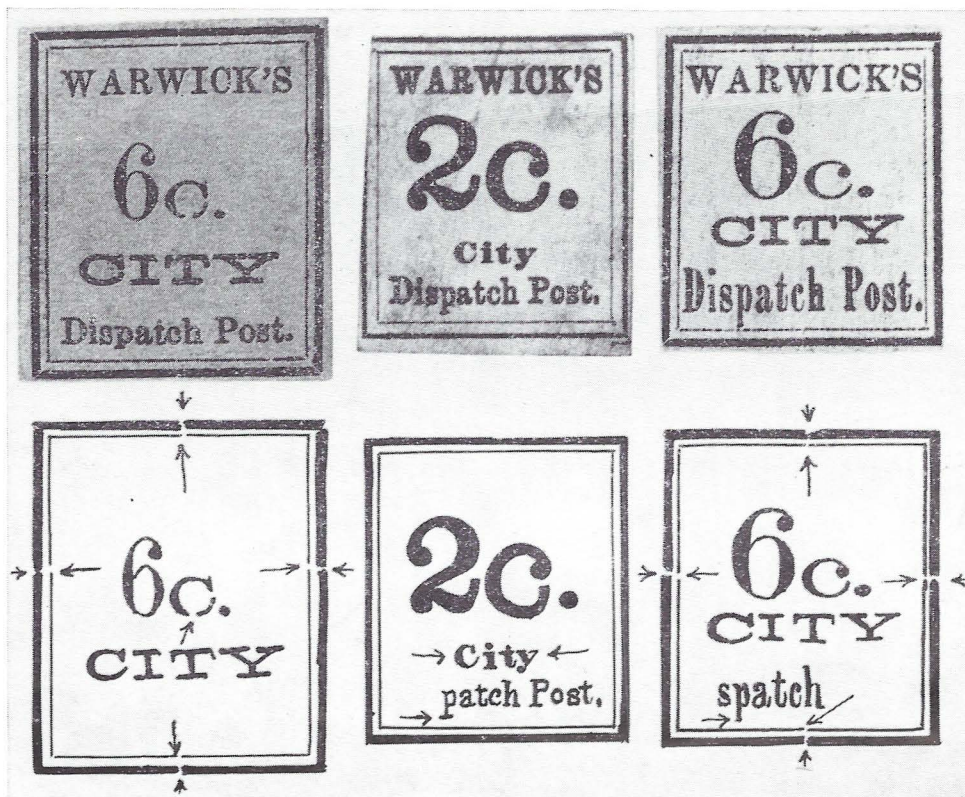 WARWICK'S
6c.
CITY
Dispatch Post.
WARWICK'S
2c.
City
Dispatch Post.
WARWICK'S
6c.
CITY
Dispatch Post.
6c.
CITY
2c.
City
patch Post.
6c.
CITY
spatch